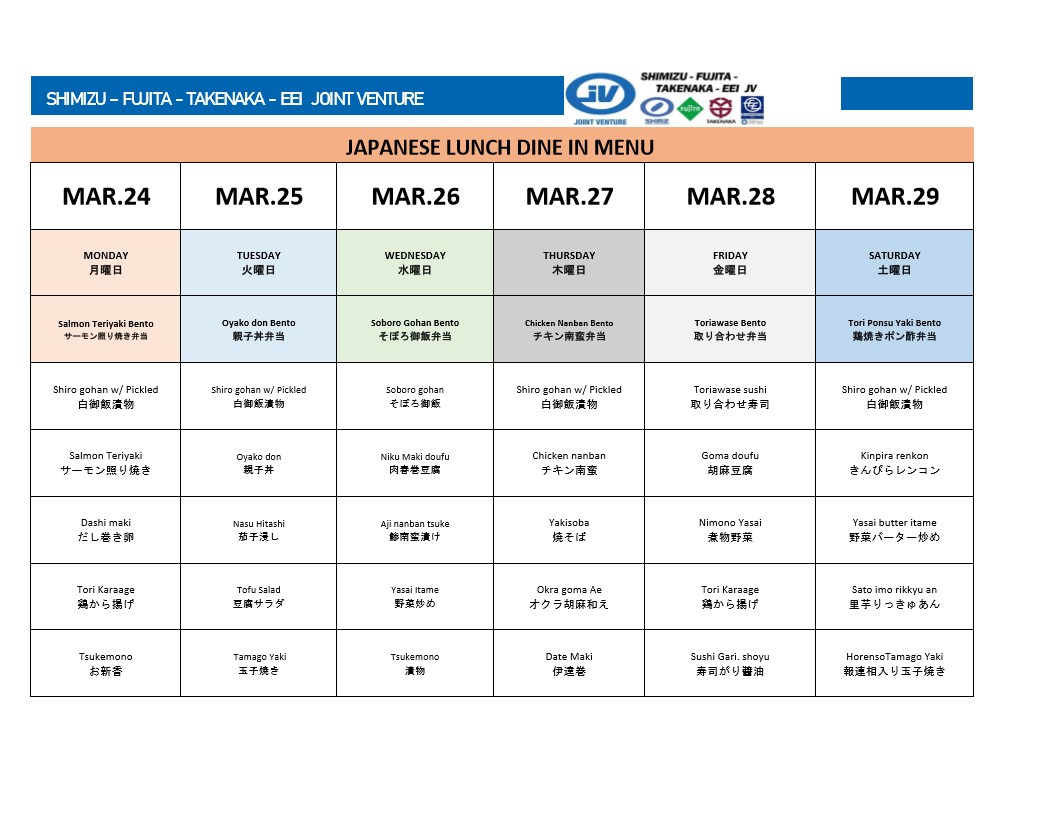 SHIMIZU – FUJITA - TAKENAKA – EEI JOINT VENTURE
JV
JOINT VENTURE
SHIMIZU - FUJITA -
TAKENAKA - EEI JV
SHIMZ
FUJITA
TAKENAKA
JAPANESE LUNCH DINE IN MENU
MAR.24
MAR.25
MAR.26
MAR.27
MAR.28
MAR.29
MONDAY
月曜日
TUESDAY
火曜日
WEDNESDAY
水曜日
THURSDAY
木曜日
FRIDAY
金曜日
SATURDAY
土曜日
Salmon Teriyaki Bento
サーモン照り焼き弁当
Oyako don Bento
親子丼弁当
Soboro Gohan Bento
そぼろ御飯弁当
Chicken Nanban Bento
チキン南蛮弁当
Toriawase Bento
取り合わせ弁当
Tori Ponsu Yaki Bento
鶏焼きポン酢弁当
Shiro gohan w/ Pickled
白御飯漬物
Shiro gohan w/ Pickled
白御飯漬物
Soboro gohan
そぼろ御飯
Shiro gohan w/ Pickled
白御飯漬物
Toriawase sushi
取り合わせ寿司
Shiro gohan w/ Pickled
白御飯漬物
Salmon Teriyaki
サーモン照り焼き
Oyako don
親子丼
Niku Maki doufu
肉春巻豆腐
Chicken nanban
チキン南蛮
Goma doufu
胡麻豆腐
Kinpira renkon
きんぴらレンコン
Dashi maki
だし巻き卵
Nasu Hitashi
茄子浸し
Aji nanban tsuke
鯵南蛮漬け
Yakisoba
焼そば
Nimono Yasai
煮物野菜
Yasai butter itame
野菜バーター炒め
Tori Karaage
鶏から揚げ
Tofu Salad
豆腐サラダ
Yasai Itame
野菜炒め
Okra goma Ae
オクラ胡麻和え
Tori Karaage
鶏から揚げ
Sato imo rikkyu an
里芋りっきゅあん
Tsukemono
お新香
Tamago Yaki
玉子焼き
Tsukemono
漬物
Date Maki
伊達巻
Sushi Gari. shoyu
寿司がり醬油
HorensoTamago Yaki
報連相入り玉子焼き